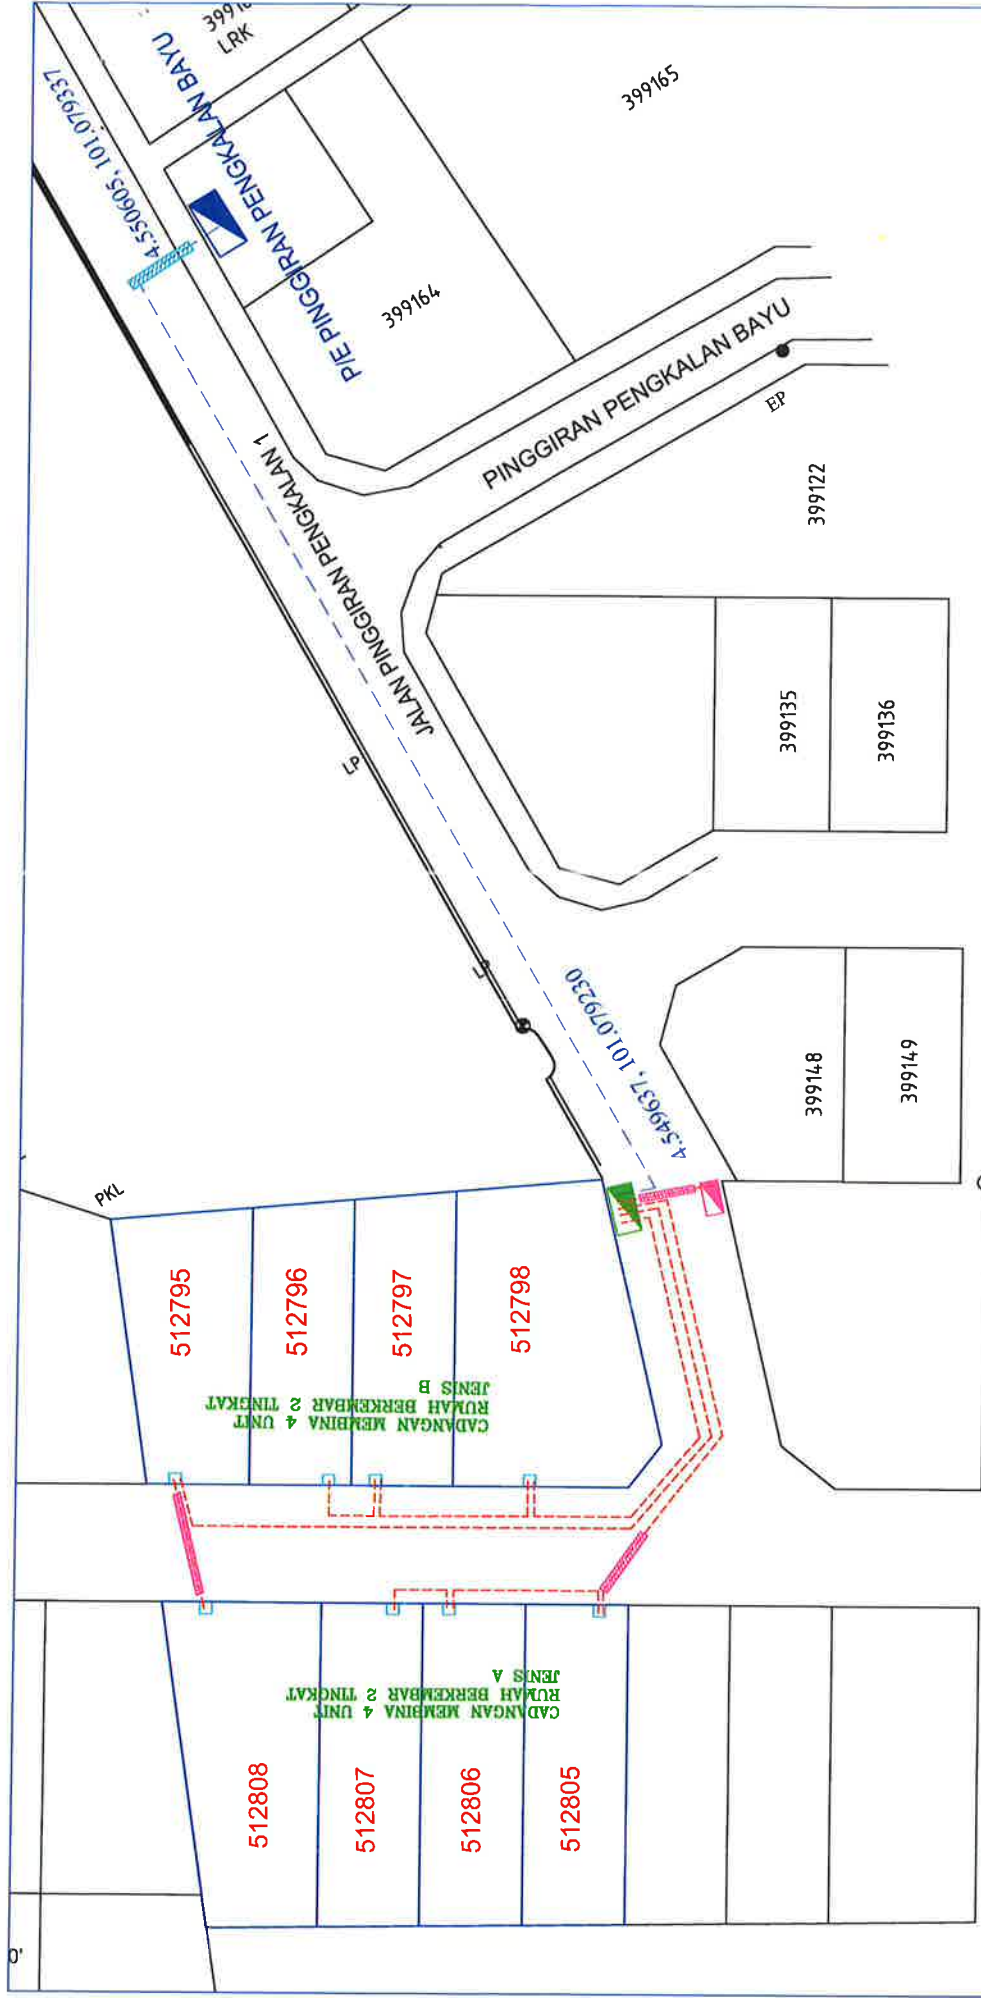 LRK
P/E PINGGIRAN PENGKALAN BAYU
4.550605, 101.079337
399165
399164
JALAN PINGGIRAN PENGKALAN 1
PINGGIRAN PENGKALAN BAYU
EP
399122
399135
399136
LP
4.549637, 101.079230
399148
399149
PKL
512795
512796
512797
512798
CADANGAN MEMBINA 4 UNIT
RUMAH BERKEMBAR 2 TINGKAT
JENIS B
CADANGAN MEMBINA 4 UNIT
RUMAH BERKEMBAR 2 TINGKAT
JENIS A
512808
512807
512806
512805